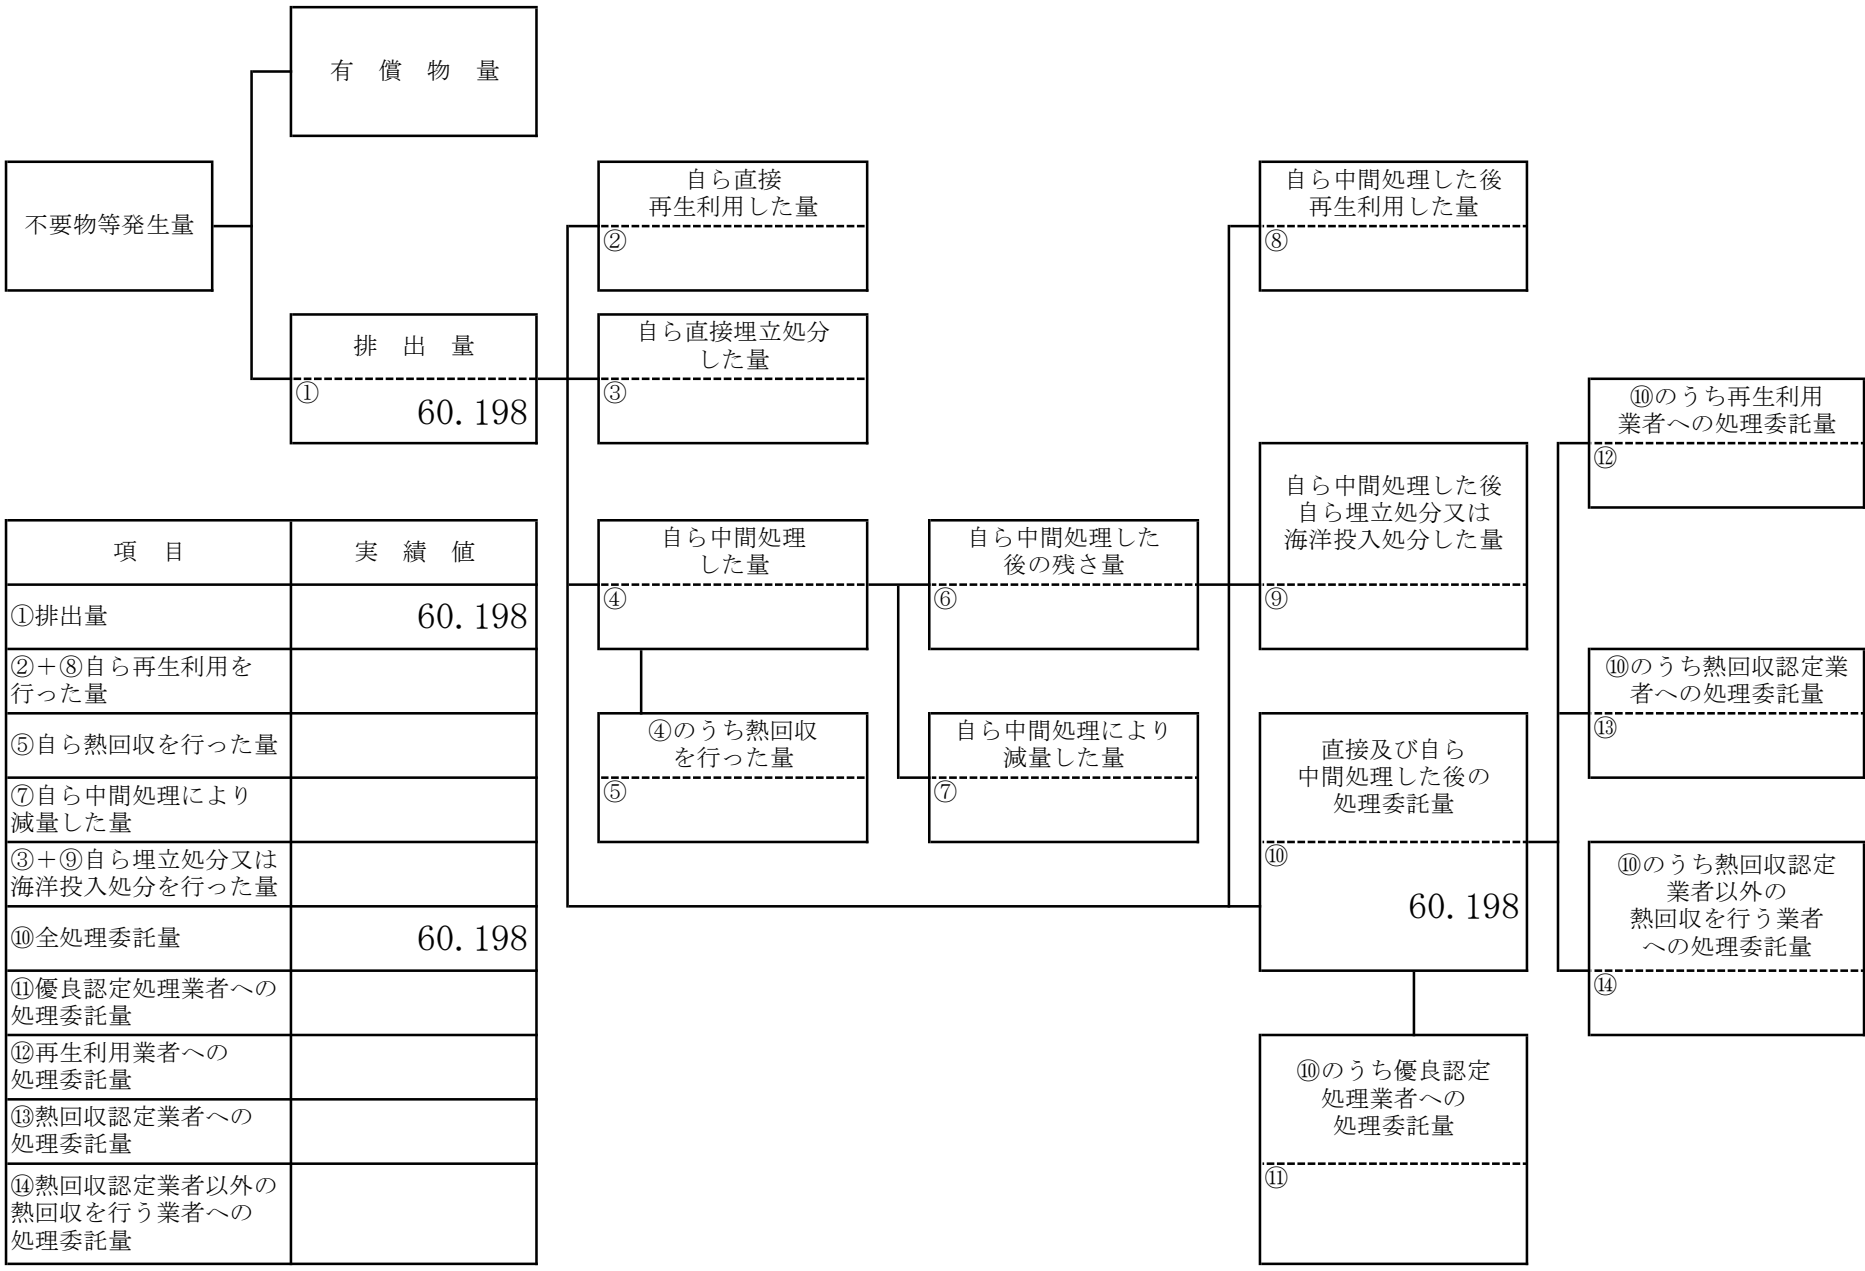 有　償　物　量
不要物等発生量
排　出　量
①
60.198
自ら直接
再生利用した量
②
自ら直接埋立処分
した量
③
自ら中間処理
した量
④
④のうち熱回収
を行った量
⑤
自ら中間処理した
後の残さ量
⑥
自ら中間処理により
減量した量
⑦
自ら中間処理した後
再生利用した量
⑧
自ら中間処理した後
自ら埋立処分又は
海洋投入処分した量
⑨
直接及び自ら
中間処理した後の
処理委託量
⑩
60.198
⑩のうち優良認定
処理業者への
処理委託量
⑪
⑩のうち再生利用
業者への処理委託量
⑫
⑩のうち熱回収認定業
者への処理委託量
⑬
⑩のうち熱回収認定
業者以外の
熱回収を行う業者
への処理委託量
⑭
項　目　実　績　値
①排出量　60.198
②＋⑧自ら再生利用を
行った量
⑤自ら熱回収を行った量
⑦自ら中間処理により
減量した量
③＋⑨自ら埋立処分又は
海洋投入処分を行った量
⑩全処理委託量　60.198
⑪優良認定処理業者への
処理委託量
⑫再生利用業者への
処理委託量
⑬熱回収認定業者への
処理委託量
⑭熱回収認定業者以外の
熱回収を行う業者への
処理委託量